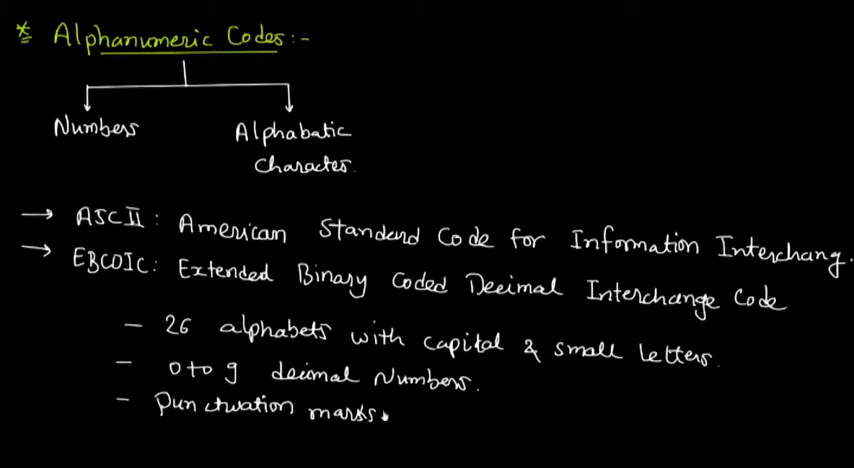 * Alphanumeric Codes:-
Numbers
Alphabatic
Character.
→ ASCII: American Standard Code for Information Interchang.
→ EBCDIC: Extended Binary Coded Decimal Interchange Code
- 26 alphabets with capital & small letters.
- 0 to 9 decimal Numbers.
- Punctuation marks.